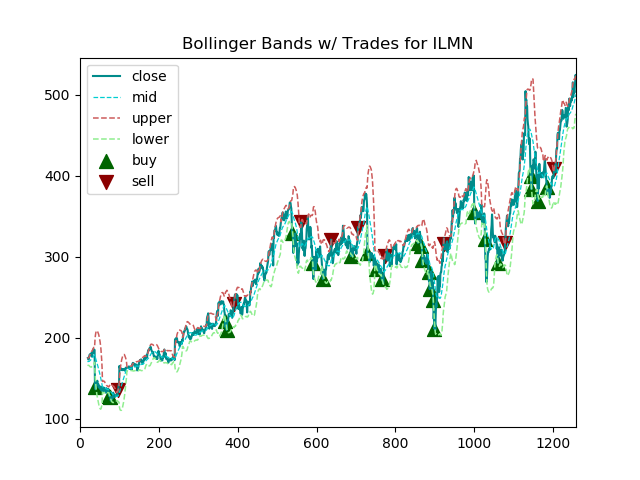 Bollinger Bands w/ Trades for ILMN
close
mid
upper
lower
buy
sell
500
400
300
200
100
0 200 400 600 800 1000 1200